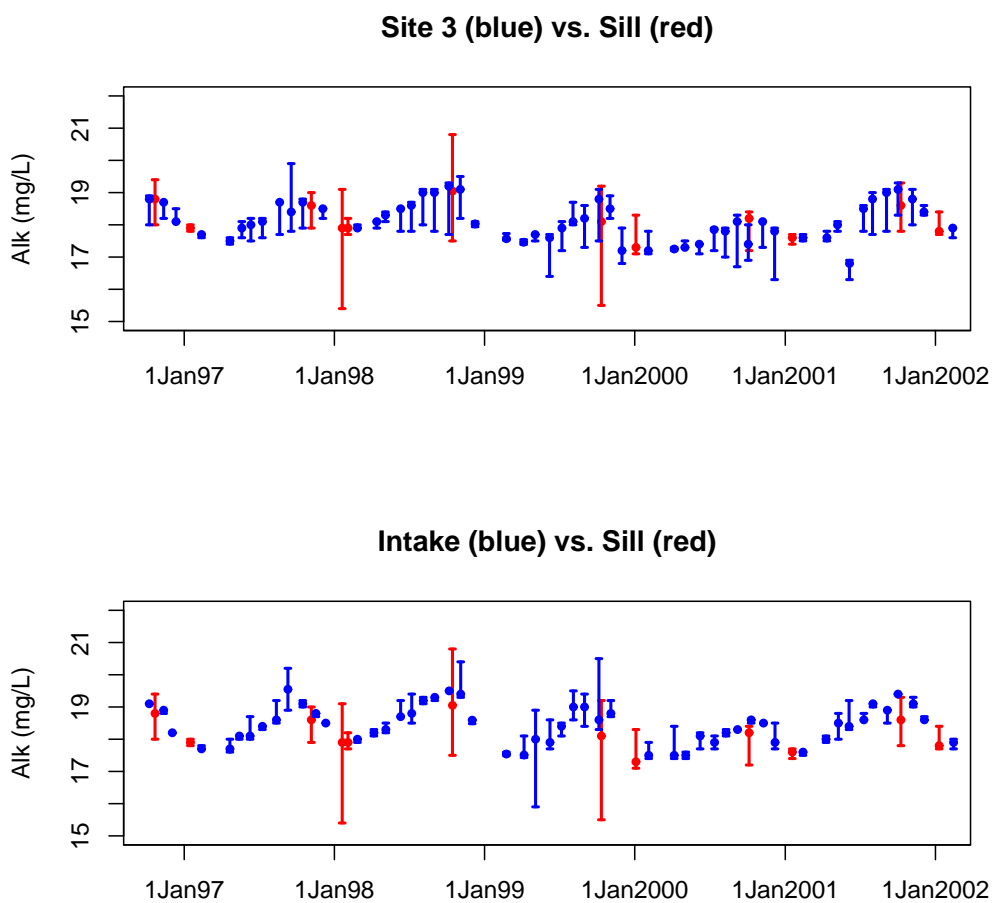 Site 3 (blue) vs. Sill (red)
Alk (mg/L)
21
19
17
15
1Jan97 1Jan98 1Jan99 1Jan2000 1Jan2001 1Jan2002
Intake (blue) vs. Sill (red)
Alk (mg/L)
21
19
17
15
1Jan97 1Jan98 1Jan99 1Jan2000 1Jan2001 1Jan2002